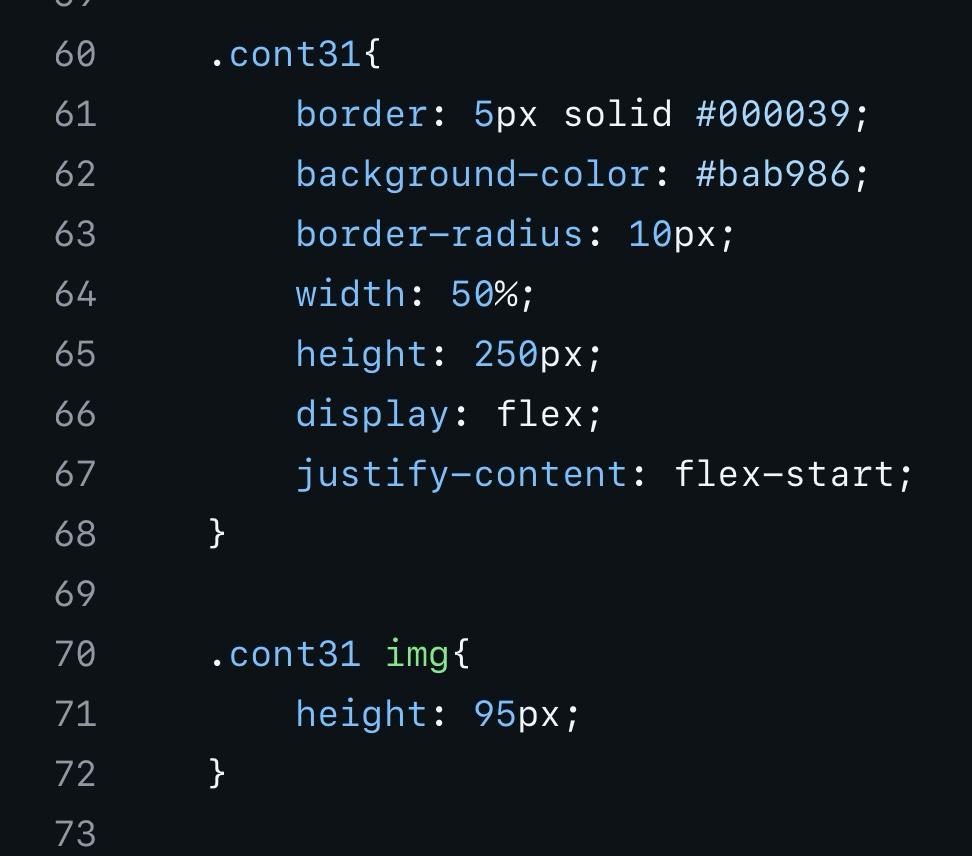 60 .cont31{
61 border: 5px solid #000039;
62 background-color: #bab986;
63 border-radius: 10px;
64 width: 50%;
65 height: 250px;
66 display: flex;
67 justify-content: flex-start;
68 }
69
70 .cont31 img{
71 height: 95px;
72 }
73